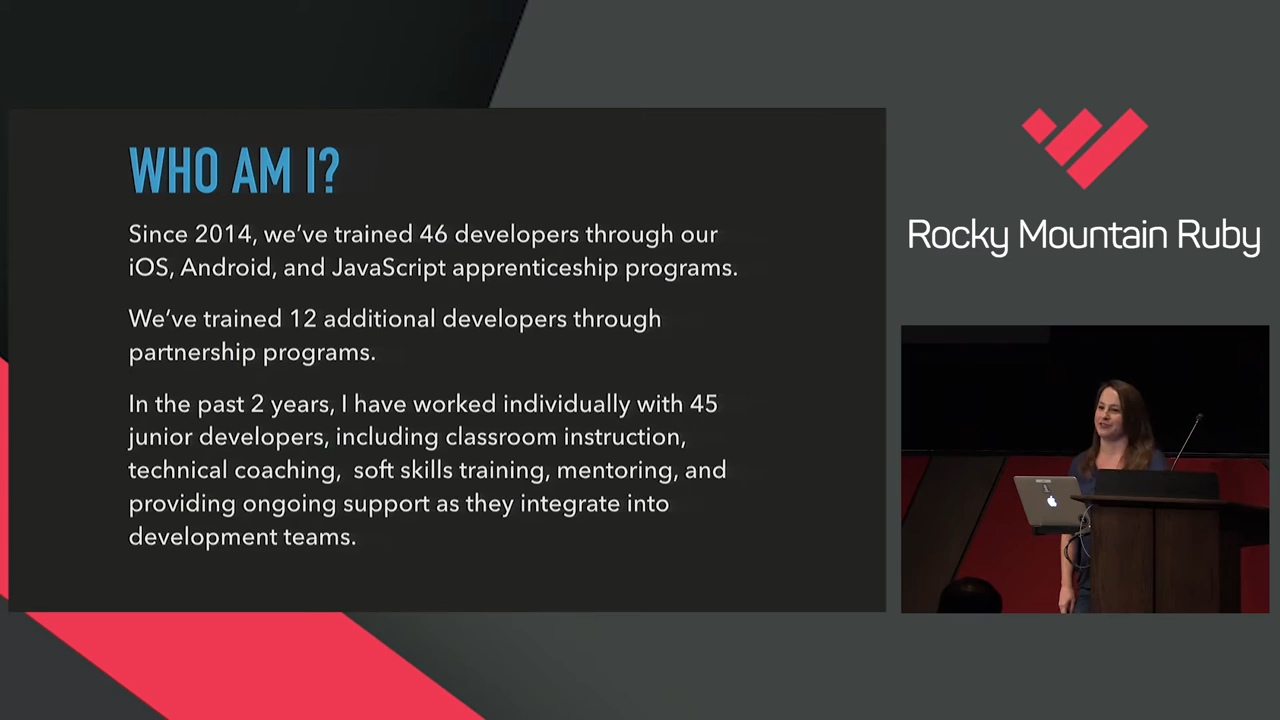 WHO AM I?
Since 2014, we've trained 46 developers through our
iOS, Android, and JavaScript apprenticeship programs.
We've trained 12 additional developers through
partnership programs.
In the past 2 years, I have worked individually with 45
junior developers, including classroom instruction,
technical coaching,  soft skills training, mentoring, and
providing ongoing support as they integrate into
development teams.
Rocky Mountain Ruby